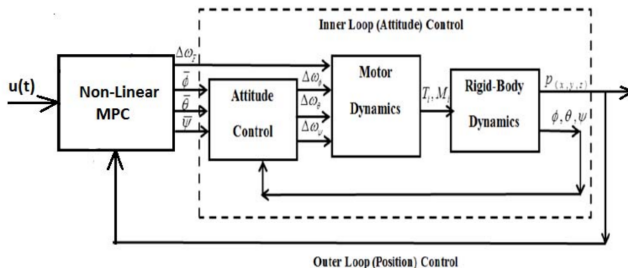 Inner Loop (Attitude) Control
u(t)
Non-Linear
MPC
Δω_F
ϕ̅
θ̅
ψ̅
Attitude
Control
Δω_ϕ
Δω_θ
Δω_ψ
Motor
Dynamics
T_i, M_i
Rigid-Body
Dynamics
p_(x,y,z)
ϕ, θ, ψ
Outer Loop (Position) Control